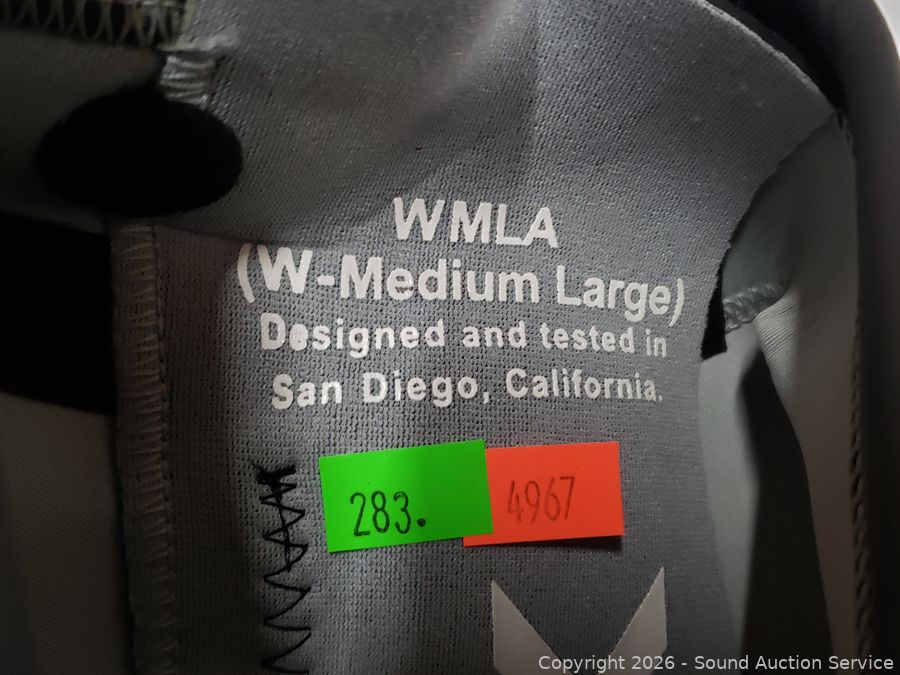 WMLA
(W-Medium Large)
Designed and tested in
San Diego, California.
283.
4967
Copyright 2026 - Sound Auction Service